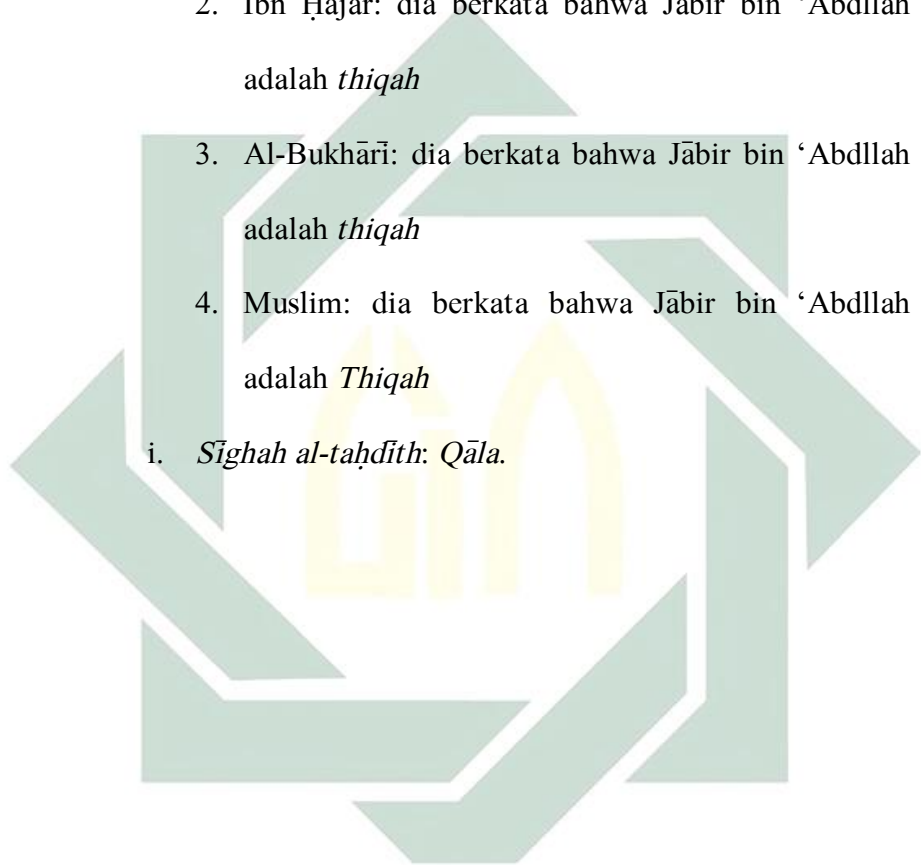 2. Ibn Ḥajar: dia berkata bahwa Jābir bin ‘Abdllah
adalah thiqah
3. Al-Bukhārī: dia berkata bahwa Jābir bin ‘Abdllah
adalah thiqah
4. Muslim: dia berkata bahwa Jābir bin ‘Abdllah
adalah Thiqah
i. Sīghah al-taḥdīth: Qāla.